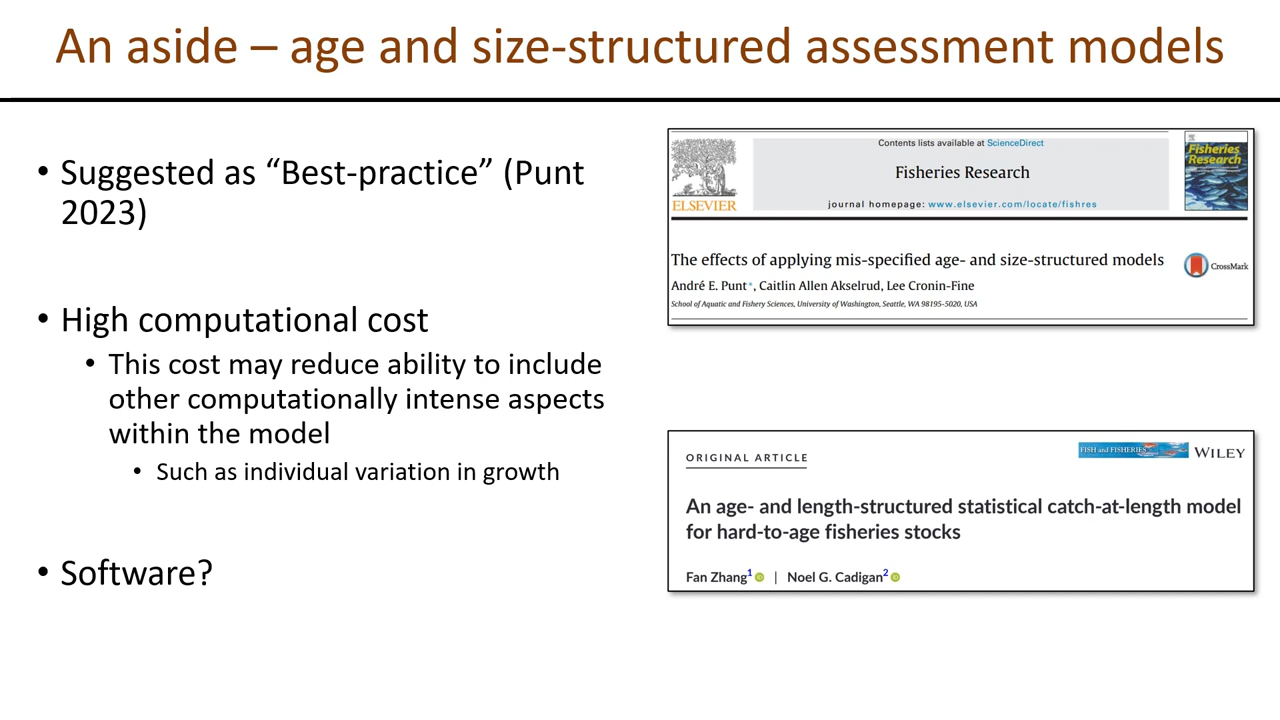 An aside – age and size-structured assessment models
• Suggested as “Best-practice” (Punt
2023)
• High computational cost
• This cost may reduce ability to include
other computationally intense aspects
within the model
• Such as individual variation in growth
• Software?
Contents lists available at ScienceDirect
Fisheries Research
journal homepage: www.elsevier.com/locate/fishres
ELSEVIER
Fisheries
Research
The effects of applying mis-specified age- and size-structured models
CrossMark
André E. Punt*, Caitlin Allen Akselrud, Lee Cronin-Fine
School of Aquatic and Fishery Sciences, University of Washington, Seattle, WA 98195-5020, USA
ORIGINAL ARTICLE
FISH and FISHERIES
WILEY
An age- and length-structured statistical catch-at-length model
for hard-to-age fisheries stocks
Fan Zhang1 | Noel G. Cadigan2